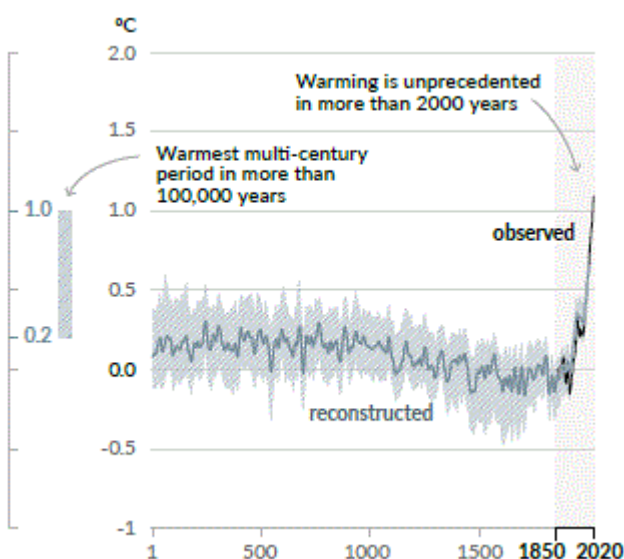 °C
2.0
Warming is unprecedented
in more than 2000 years
1.5
Warmest multi-century
period in more than
100,000 years
1.0
1.0
observed
0.5
0.2
0.0
reconstructed
-0.5
-1
1
500
1000
1500
1850
2020